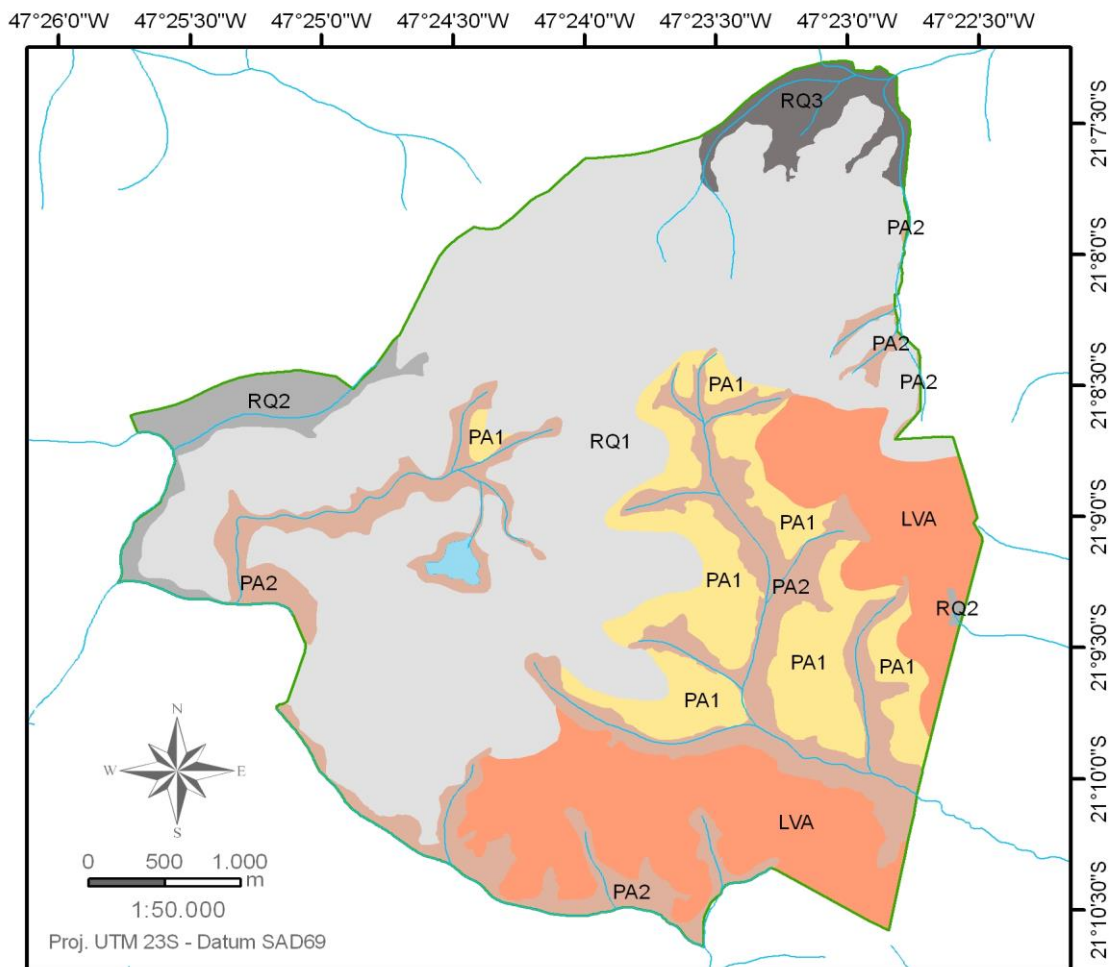 47°26'0"W 47°25'30"W 47°25'0"W 47°24'30"W 47°24'0"W 47°23'30"W 47°23'0"W 47°22'30"W
RQ3
21°7'30"S
PA2
21°8'0"S
PA2
PA2
PA1
21°8'30"S
RQ2
PA1
RQ1
21°9'0"S
PA1
LVA
PA1
PA2
PA2
RQ2
21°9'30"S
PA1
PA1
PA1
N
W E
S
21°10'0"S
LVA
0 500 1.000
m
PA2
1:50.000
21°10'30"S
Proj. UTM 23S - Datum SAD69